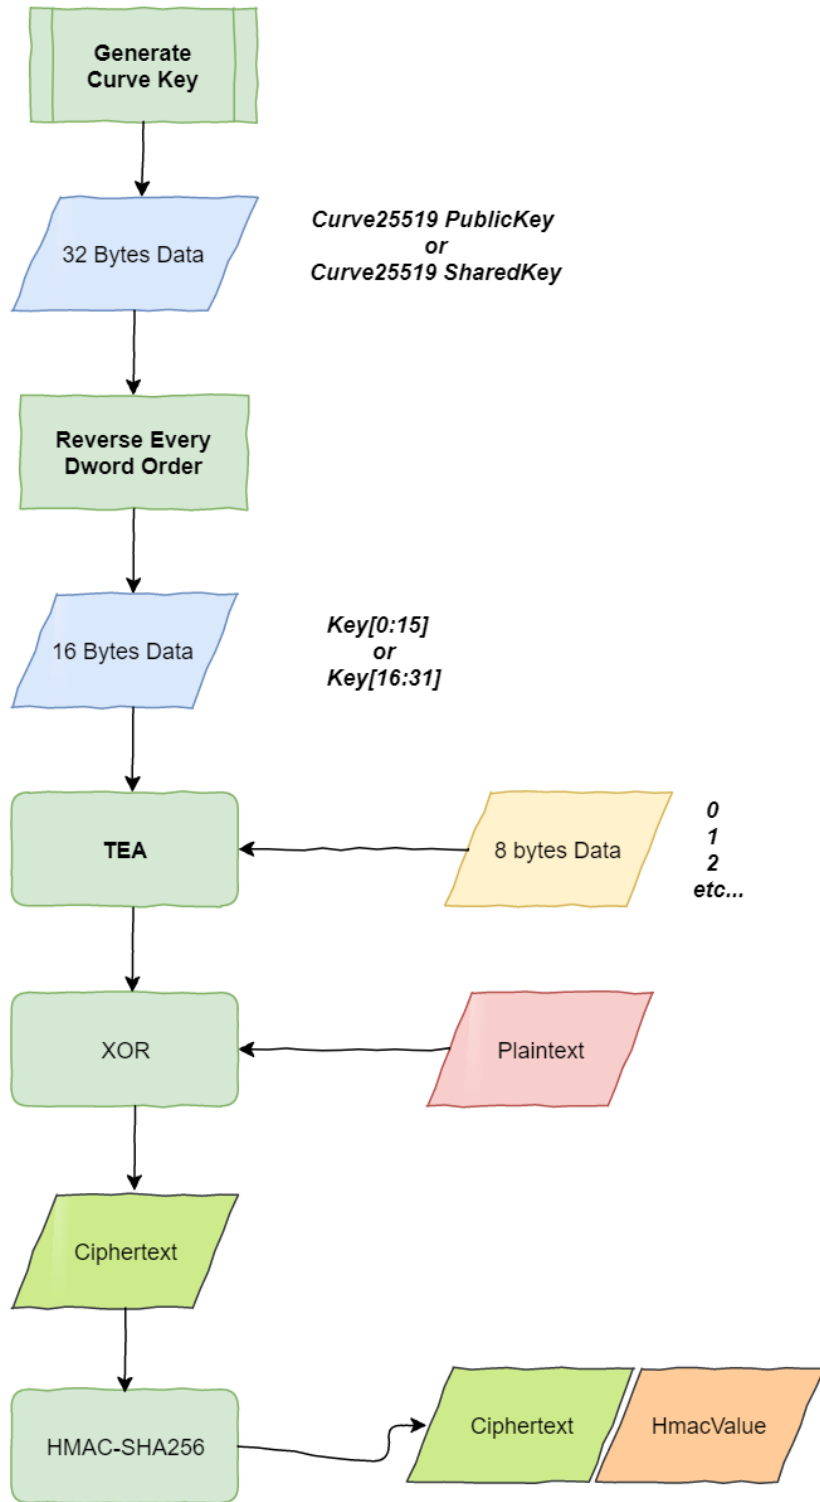 Generate
Curve Key
32 Bytes Data
Curve25519 PublicKey
or
Curve25519 SharedKey
Reverse Every
Dword Order
16 Bytes Data
Key[0:15]
or
Key[16:31]
TEA
8 bytes Data
0
1
2
etc...
XOR
Plaintext
Ciphertext
HMAC-SHA256
Ciphertext
HmacValue